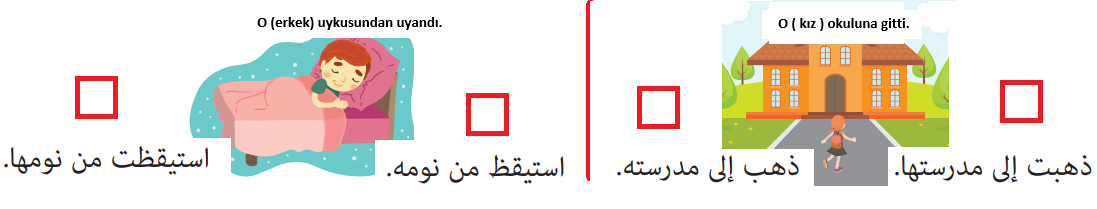 O (erkek) uykusundan uyandı.
استيقظت من نومها.
استيقظ من نومه.
O ( kız ) okuluna gitti.
ذهب إلى مدرسته.
ذهبت إلى مدرستها.